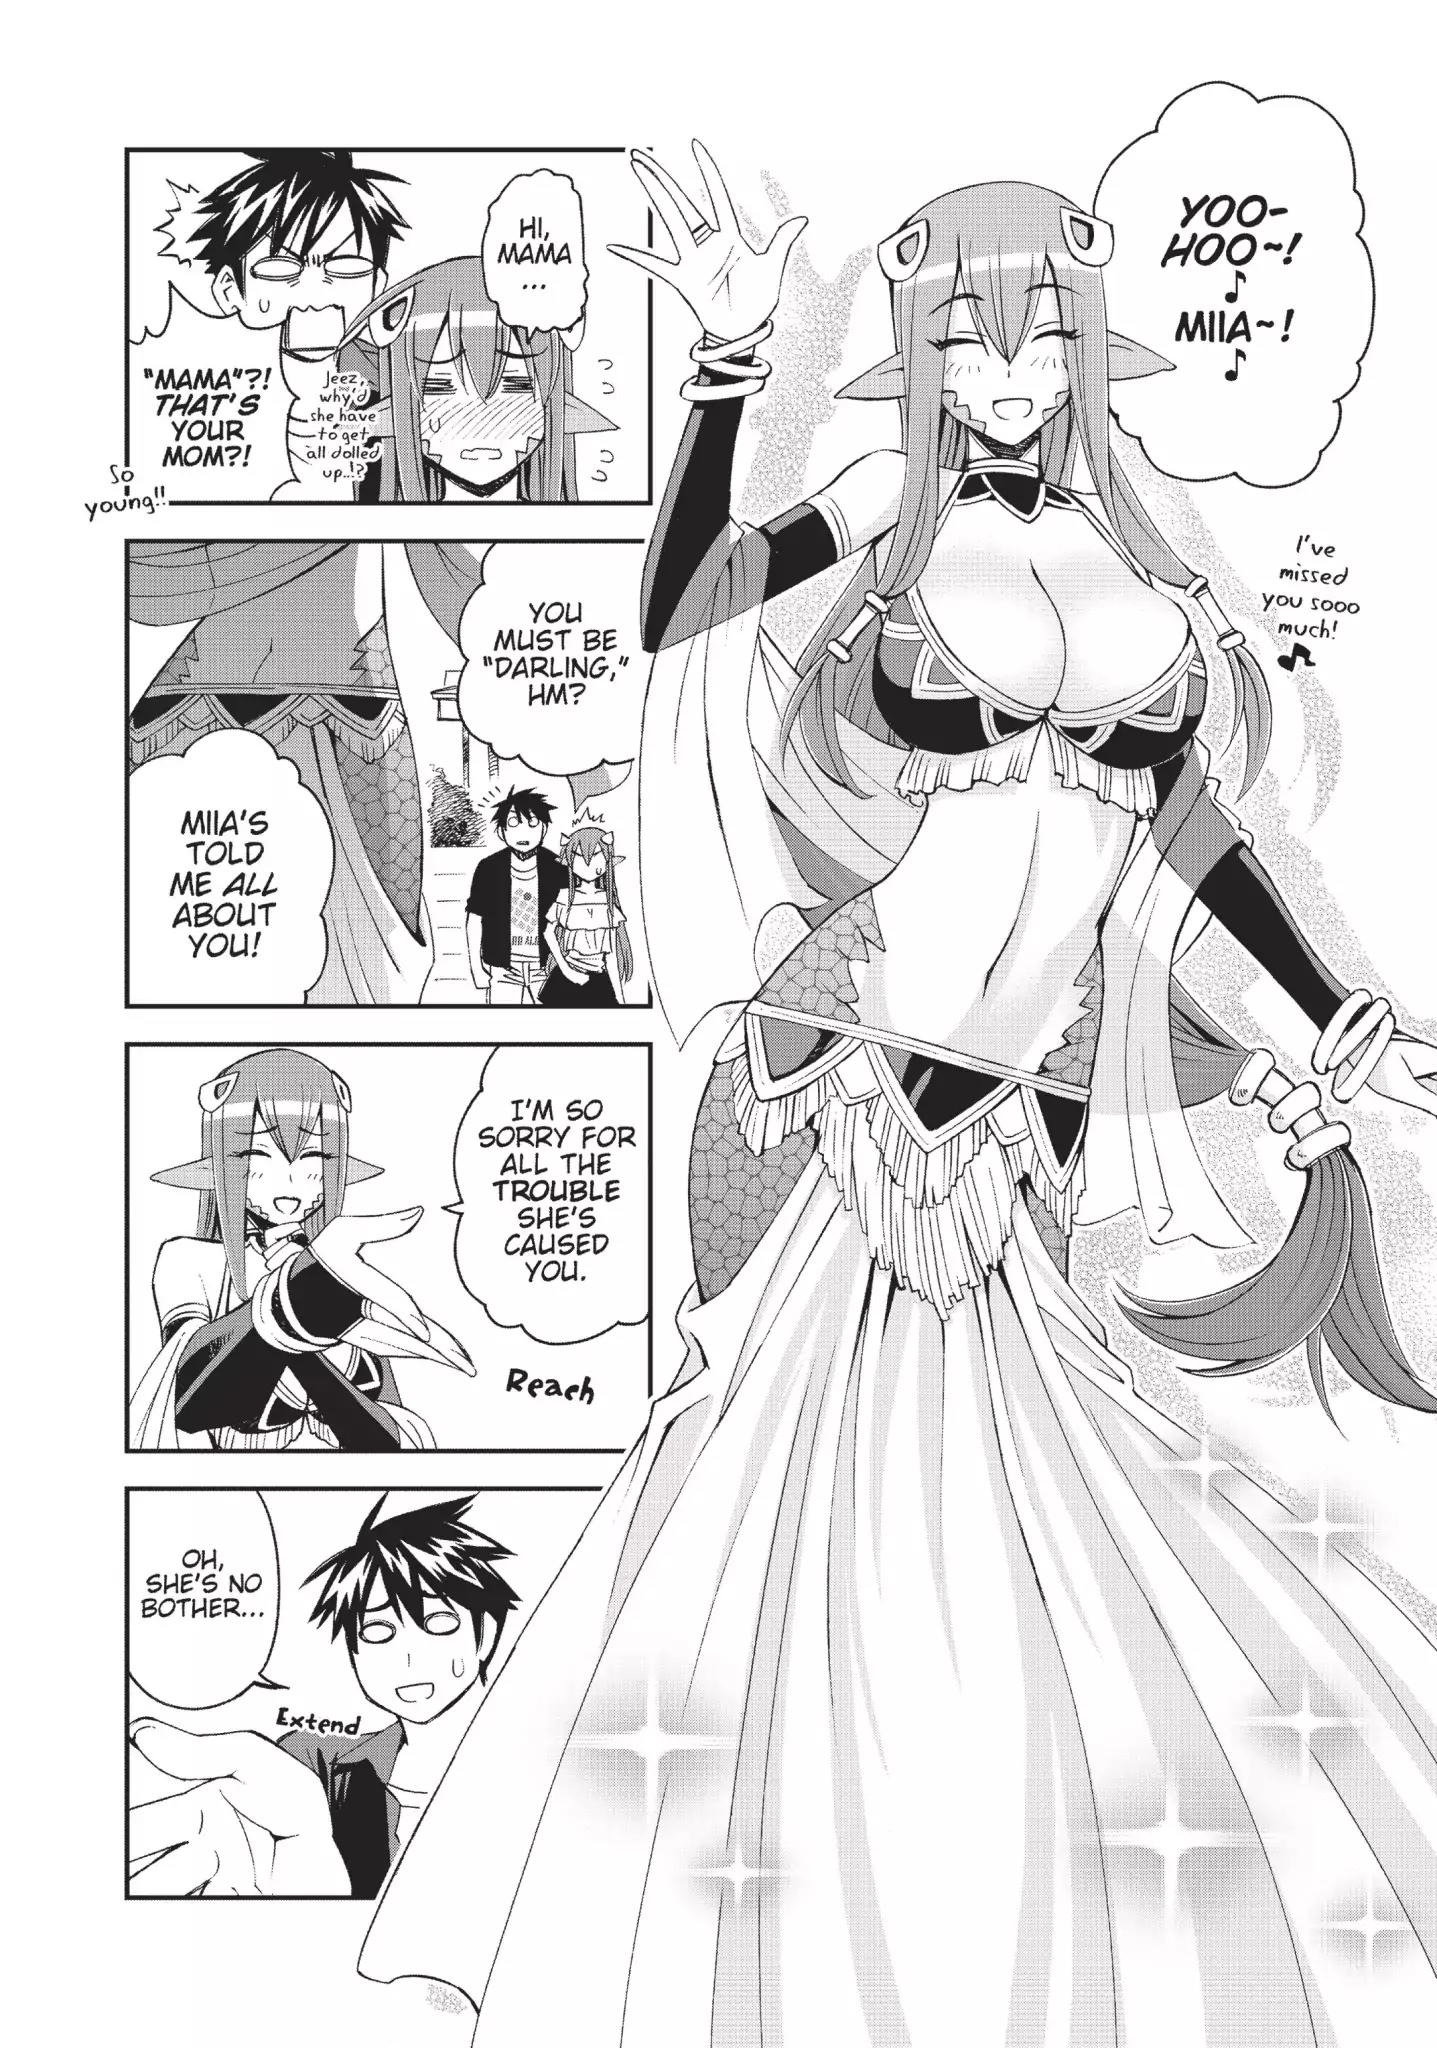 YOO-
HOO~!
♪
MIIA~!
♪
I've
missed
you sooo
much!
♪
HI,
MAMA
...
"MAMA"?!
THAT'S
YOUR
MOM?!
Jeez,
why'd
she have
to get
all dolled
up...!?
So
young!!
YOU
MUST BE
"DARLING,"
HM?
MIIA'S
TOLD
ME ALL
ABOUT
YOU!
I'M SO
SORRY FOR
ALL THE
TROUBLE
SHE'S
CAUSED
YOU.
Reach
OH,
SHE'S NO
BOTHER...
Extend